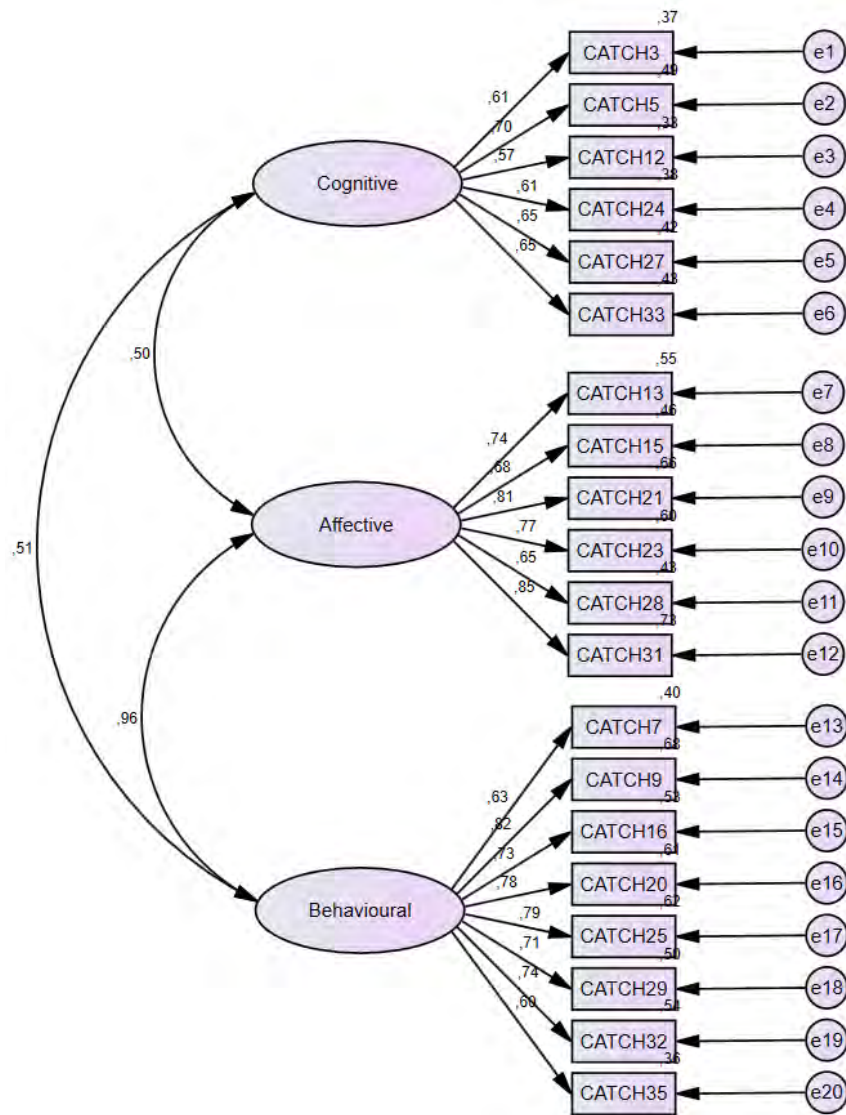 ,37
CATCH3 e1
,49
,61
CATCH5 e2
,70
,33
,57
CATCH12 e3
,38
Cognitive
,61
CATCH24 e4
,42
,65
CATCH27 e5
,65
,43
CATCH33 e6
,50
,55
CATCH13 e7
,46
,74
CATCH15 e8
,68
,66
,81
CATCH21 e9
,60
Affective
,77
CATCH23 e10
,43
,51
,65
CATCH28 e11
,85
,73
CATCH31 e12
,40
,96
CATCH7 e13
,68
,63
CATCH9 e14
,53
,82
CATCH16 e15
,61
,73
,78
CATCH20 e16
,62
Behavioural
,79
CATCH25 e17
,50
,71
CATCH29 e18
,54
,74
,60
CATCH32 e19
,36
CATCH35 e20